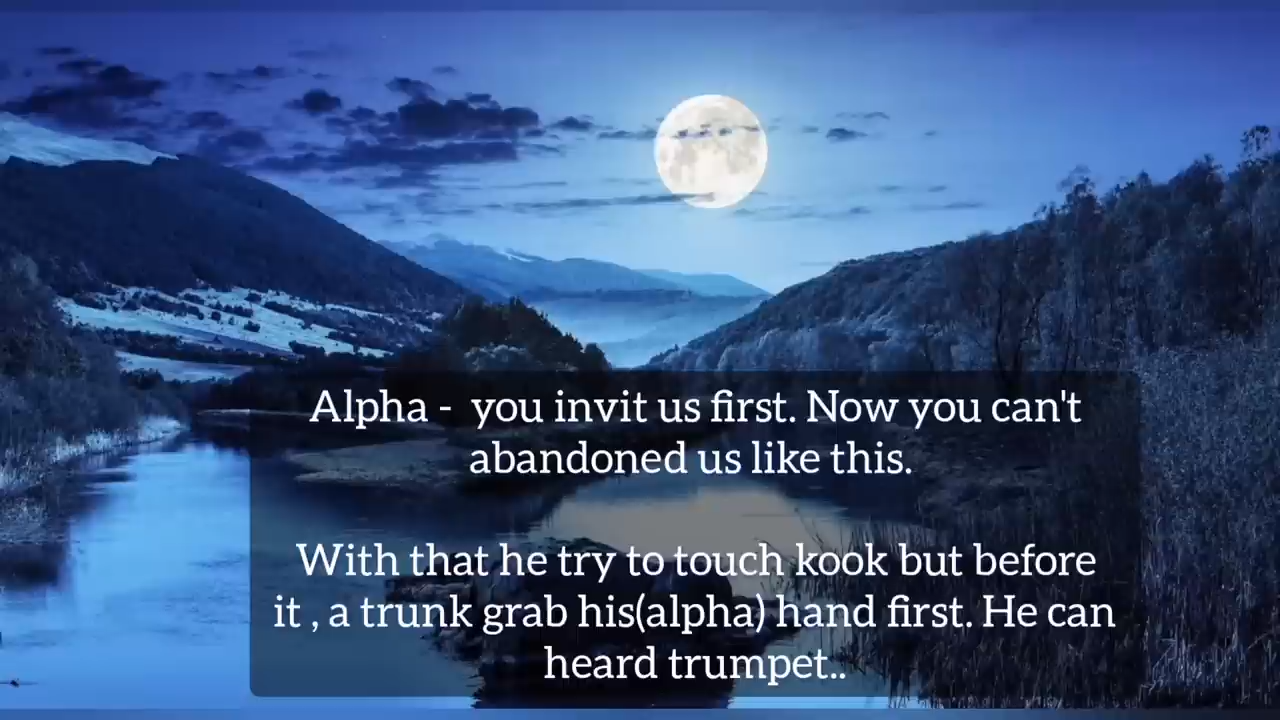 Alpha -  you invit us first. Now you can't
abandoned us like this.
With that he try to touch kook but before
it , a trunk grab his(alpha) hand first. He can
heard trumpet..